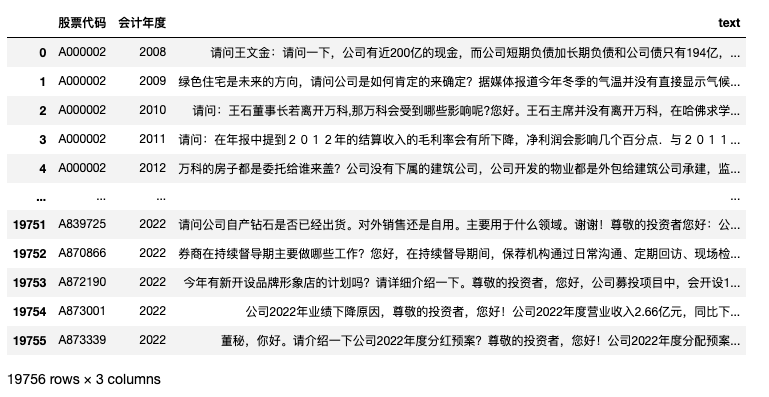 股票代码 会计年度 text
0 A000002 2008 请问王文金：请问一下，公司有近200亿的现金，而公司短期负债加长期负债和公司债只有194亿，...
1 A000002 2009 绿色住宅是未来的方向，请问公司是如何肯定的来确定？据媒体报道今年冬季的气温并没有直接显示气候...
2 A000002 2010 请问：王石董事长若离开万科,那万科会受到哪些影响呢?您好。王石主席并没有离开万科，在哈佛求学...
3 A000002 2011 请问：在年报中提到２０１２年的结算收入的毛利率会有所下降，净利润会影响几个百分点．与２０１１...
4 A000002 2012 万科的房子都是委托给谁来盖？公司没有下属的建筑公司，公司开发的物业都是外包给建筑公司承建，监...
... ... ... ...
19751 A839725 2022 请问公司自产钻石是否已经出货。对外销售还是自用。主要用于什么领域。谢谢！尊敬的投资者您好：公...
19752 A870866 2022 券商在持续督导期主要做哪些工作？您好，在持续督导期间，保荐机构通过日常沟通、定期回访、现场检...
19753 A872190 2022 今年有新开设品牌形象店的计划吗？请详细介绍一下。尊敬的投资者，您好，公司募投项目中，会开设1...
19754 A873001 2022 公司2022年业绩下降原因，尊敬的投资者，您好！公司2022年度营业收入2.66亿元，同比下...
19755 A873339 2022 董秘，你好。请介绍一下公司2022年度分红预案？尊敬的投资者，您好！公司2022年度分配预案...
19756 rows × 3 columns